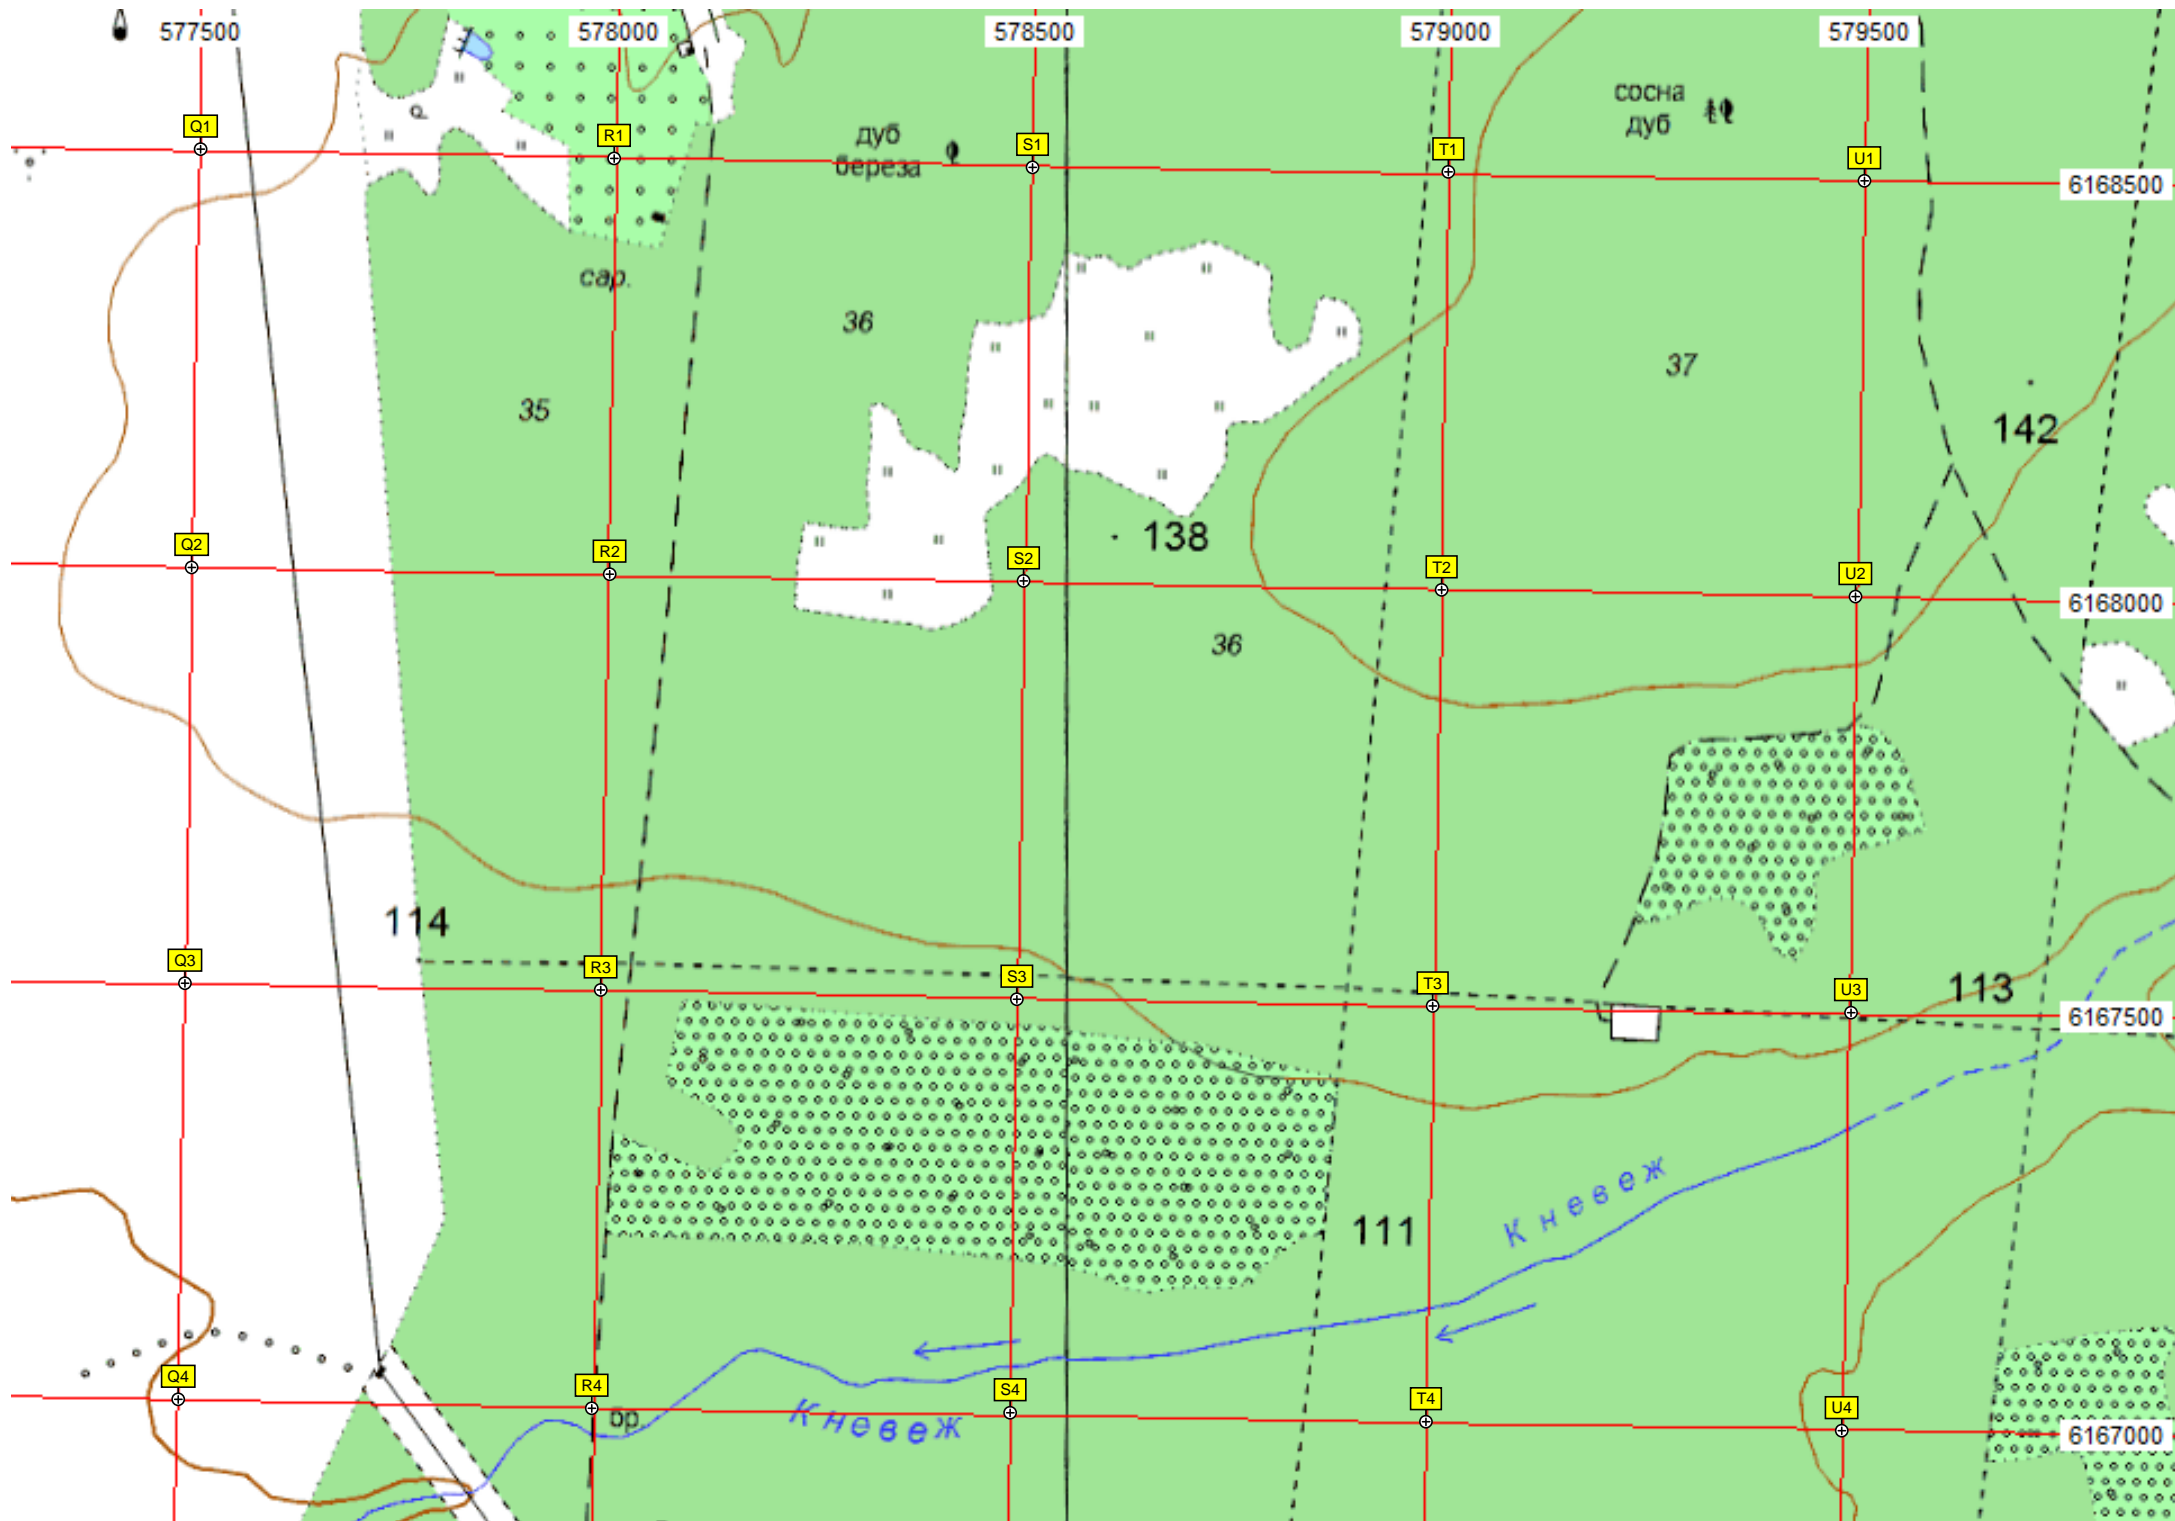 577500 578000 578500 579000 579500
сосна
дуб
дуб
береза
Q1 R1 S1 T1 U1
6168500
сар.
36
37
35
142
138
Q2 R2 S2 T2 U2
6168000
36
114
Q3 R3 S3 T3 U3
113
6167500
Кневеж
111
Q4 R4 S4 T4 U4
бр.
Кневеж
6167000